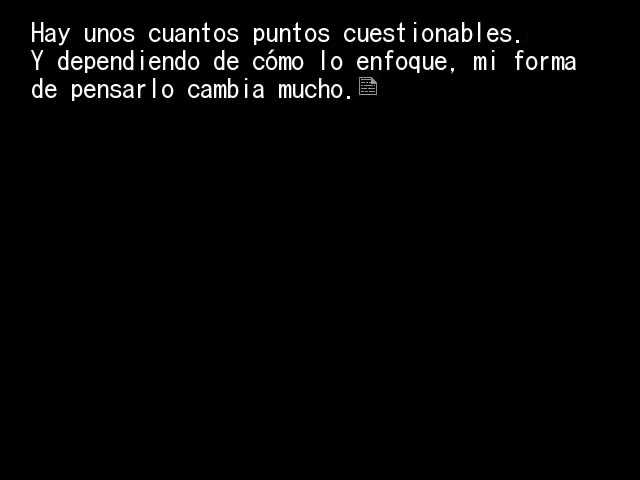 Hay unos cuantos puntos cuestionables.
Y dependiendo de cómo lo enfoque, mi forma
de pensarlo cambia mucho.